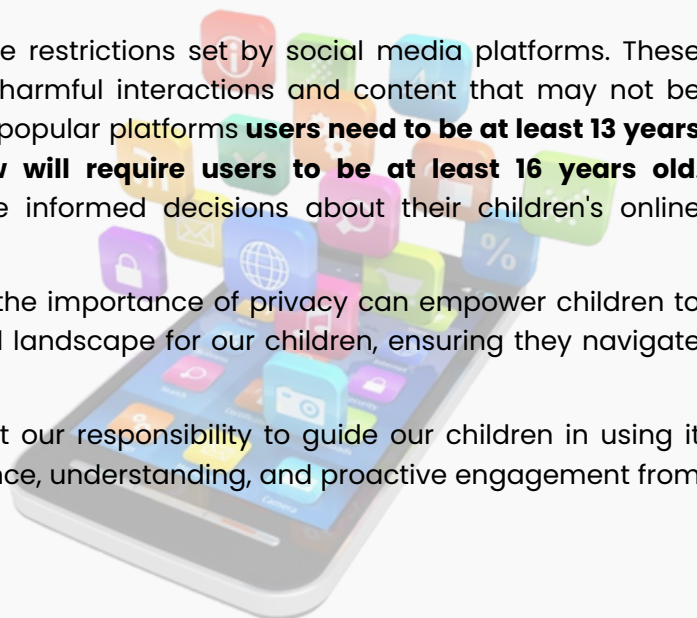 e restrictions set by social media platforms. These
harmful interactions and content that may not be
popular platforms users need to be at least 13 years
will require users to be at least 16 years old.
e informed decisions about their children's online
the importance of privacy can empower children to
landscape for our children, ensuring they navigate
t our responsibility to guide our children in using it
nce, understanding, and proactive engagement from
Search
Camera